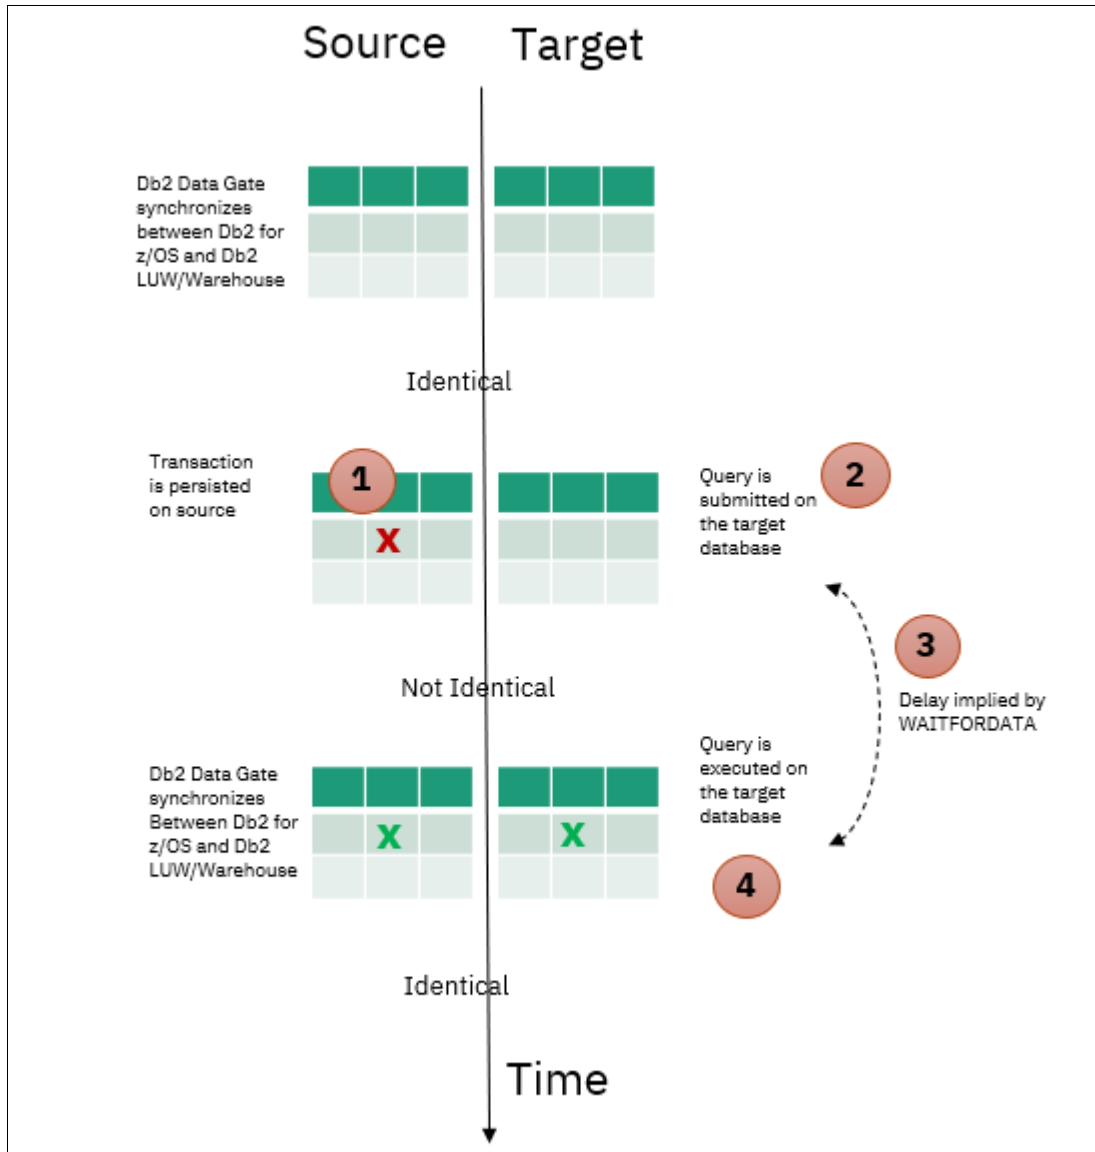 Source Target
Db2 Data Gate
synchronizes
between Db2 for
z/OS and Db2
LUW/Warehouse
Identical
Transaction
is persisted
on source
1
X
Query is
submitted on
the target
database
2
Not Identical
3
Delay implied by
WAITFORDATA
Db2 Data Gate
synchronizes
Between Db2 for
z/OS and Db2
LUW/Warehouse
X X
Query is
executed on
the target
database
4
Identical
Time